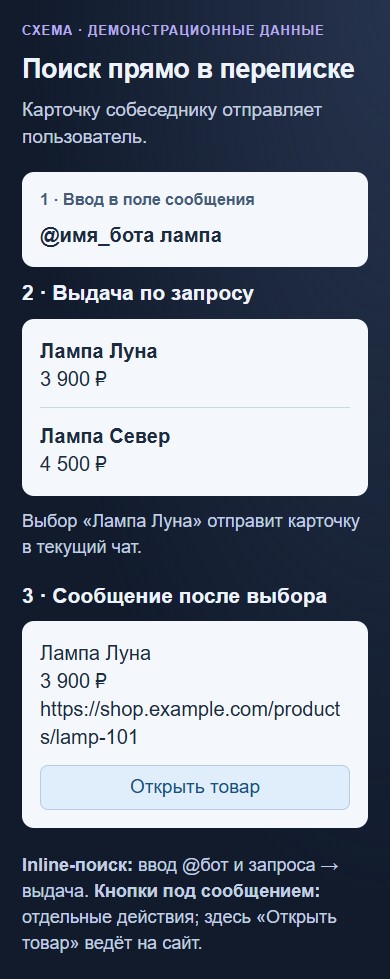 СХЕМА · ДЕМОНСТРАЦИОННЫЕ ДАННЫЕ
Поиск прямо в переписке
Карточку собеседнику отправляет
пользователь.
1 · Ввод в поле сообщения
@имя_бота лампа
2 · Выдача по запросу
Лампа Луна
3 900 ₽
Лампа Север
4 500 ₽
Выбор «Лампа Луна» отправит карточку
в текущий чат.
3 · Сообщение после выбора
Лампа Луна
3 900 ₽
https://shop.example.com/product
s/lamp-101
Открыть товар
Inline-поиск: ввод @бот и запроса →
выдача. Кнопки под сообщением:
отдельные действия; здесь «Открыть
товар» ведёт на сайт.